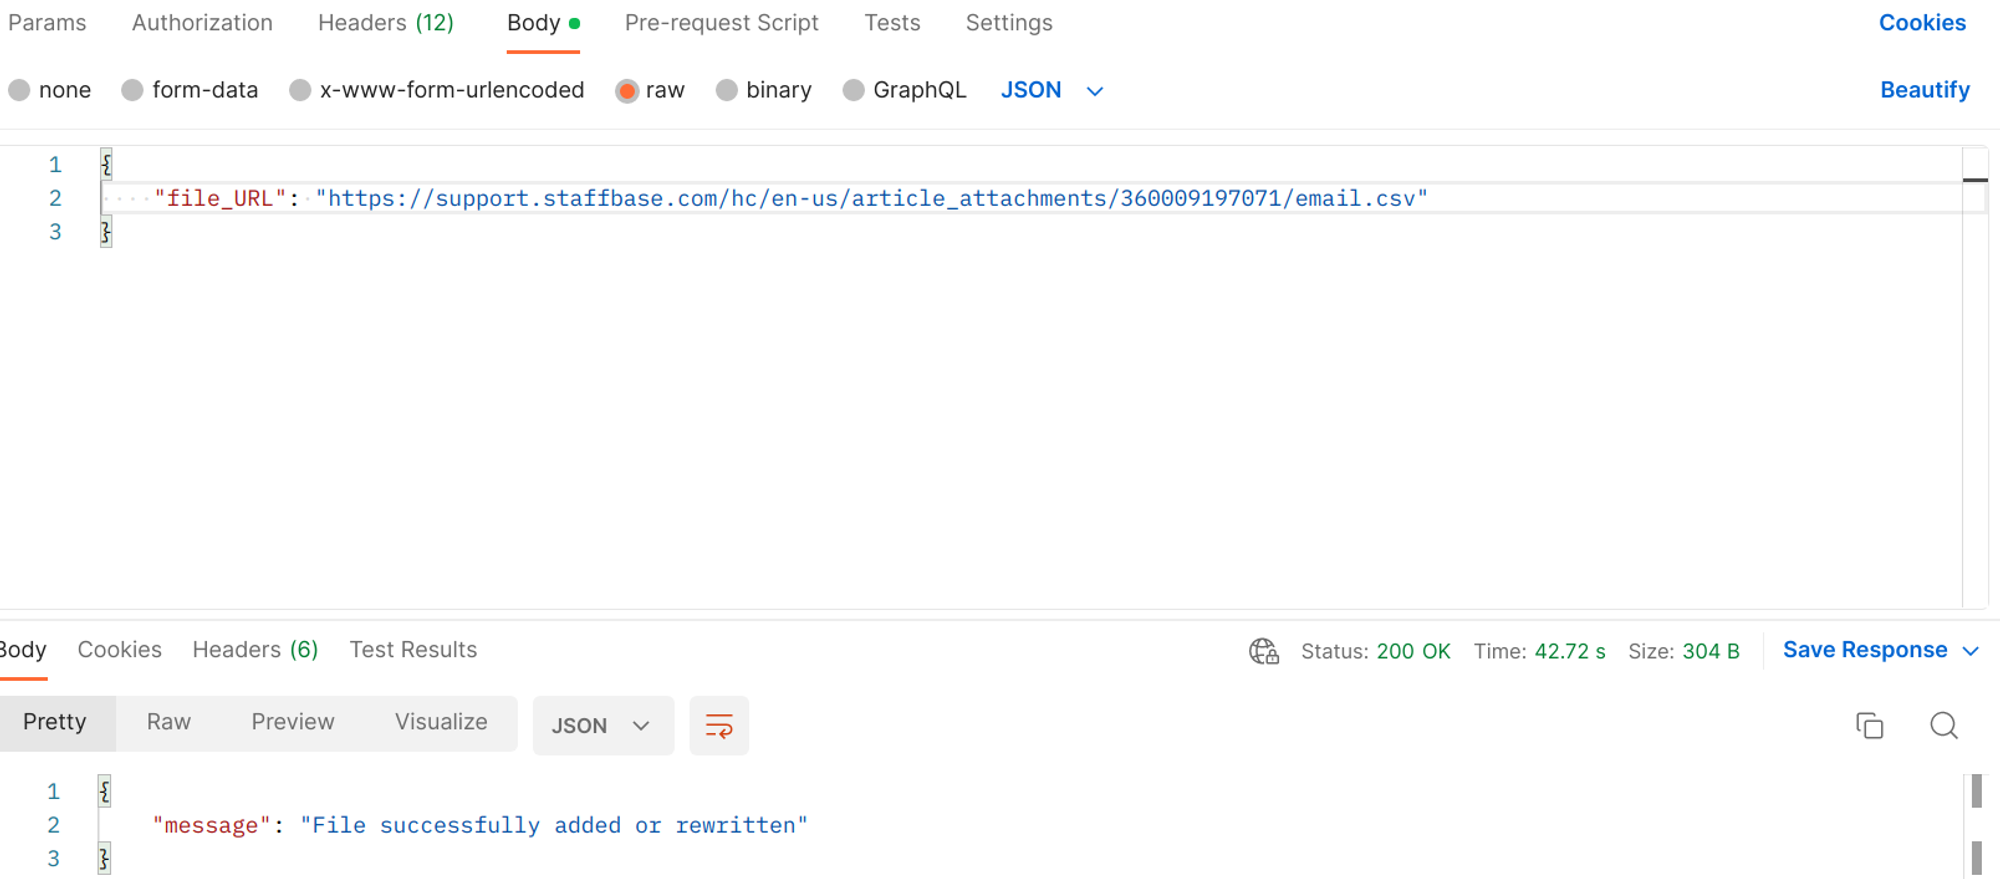 Params Authorization Headers (12) Body Pre-request Script Tests Settings Cookies
none form-data x-www-form-urlencoded raw binary GraphQL JSON Beautify
1 {
2 "file_URL": "https://support.staffbase.com/hc/en-us/article_attachments/360009197071/email.csv"
3 }
Body Cookies Headers (6) Test Results Status: 200 OK Time: 42.72 s Size: 304 B Save Response
Pretty Raw Preview Visualize JSON
1 {
2 "message": "File successfully added or rewritten"
3 }